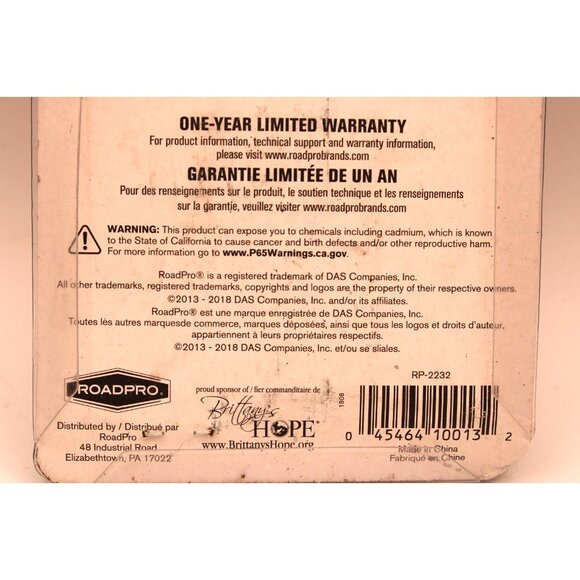 ONE-YEAR LIMITED WARRANTY
For product information, technical support and warranty information,
please visit www.roadprobrands.com.
GARANTIE LIMITÉE DE UN AN
Pour des renseignements sur le produit, le soutien technique et les renseignements
sur la garantie, veuillez visiter www.roadprobrands.com.
WARNING: This product can expose you to chemicals including cadmium, which is known
to the State of California to cause cancer and birth defects and/or other reproductive harm.
For more information go to www.P65Warnings.ca.gov.
RoadPro® is a registered trademark of DAS Companies, Inc.
All other trademarks, registered trademarks, copyrights and logos are the property of their respective owners.
©2013 - 2018 DAS Companies, Inc. and/or its affiliates.
RoadPro® est une marque enregistrée de DAS Companies, Inc.
Toutes les autres marquesde commerce, marques déposées, ainsi que tous les logos et droits d'auteur,
appartiennent à leurs propriétaires respectifs.
©2013 - 2018 DAS Companies, Inc. et/ou se sliales.
ROADPRO®
Distributed by / Distribué par
RoadPro
48 Industrial Road
Elizabethtown, PA 17022
proud sponsor of / fier commanditaire de
Brittany's
HOPE®
www.BrittanysHope.org
1808
RP-2232
0 45464 10013 2
Made in China
Fabriqué en Chine